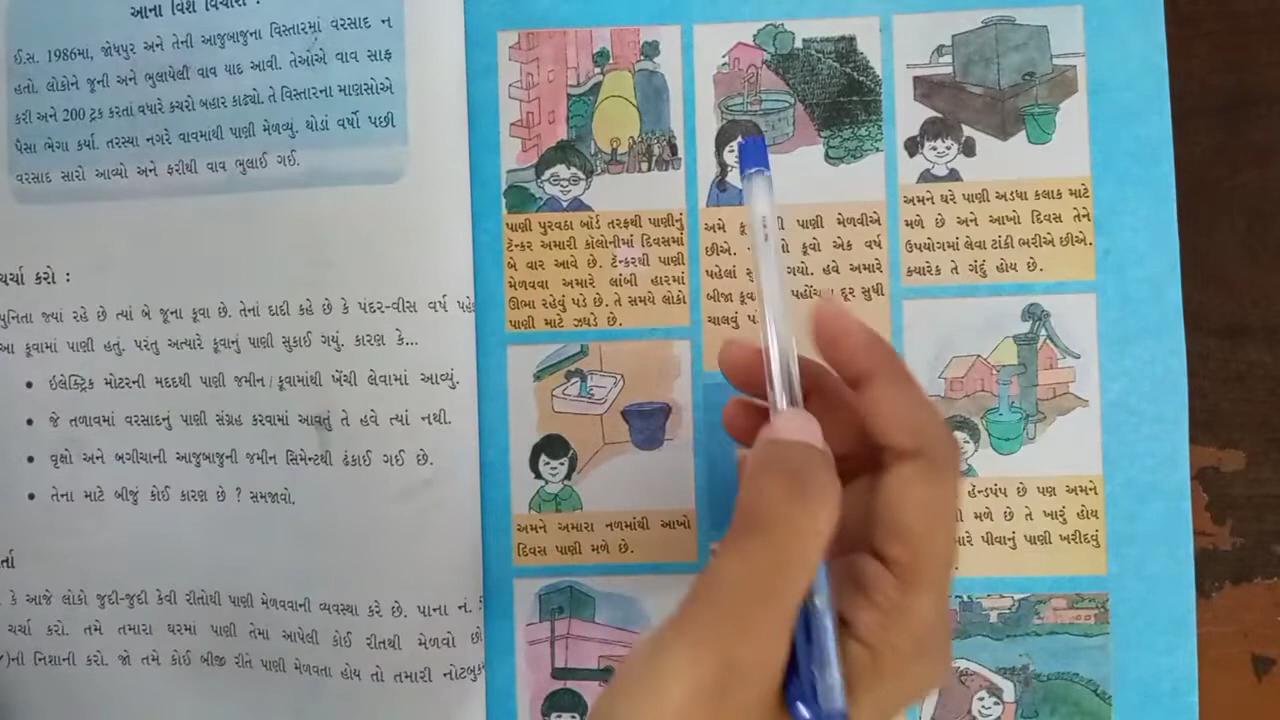 આના વિશે વિચારો :
ઈ.સ. 1986મા, જોધપુર અને તેની આજુબાજુના વિસ્તારમાં વરસાદ ન
હતો. લોકોને જૂની અને ભુલાયેલી વાવ યાદ આવી. તેઓએ વાવ સાફ
કરી અને 200 ટ્રક કરતાં વધારે કચરો બહાર કાઢ્યો. તે વિસ્તારના માણસોએ
પૈસા ભેગા કર્યા. તરસ્યા નગરે વાવમાંથી પાણી મેળવ્યું. થોડાં વર્ષો પછી
વરસાદ સારો આવ્યો અને ફરીથી વાવ ભુલાઈ ગઈ.
ચર્ચા કરો :
પુનિતા જ્યાં રહે છે ત્યાં બે જૂના કૂવા છે. તેનાં દાદી કહે છે કે પંદર-વીસ વર્ષ
આ કૂવામાં પાણી હતું. પરંતુ અત્યારે કૂવાનું પાણી સુકાઈ ગયું. કારણ કે...
• ઇલેક્ટ્રિક મોટરની મદદથી પાણી જમીન / કૂવામાંથી ખેંચી લેવામાં આવ્યું.
• જે તળાવમાં વરસાદનું પાણી સંગ્રહ કરવામાં આવતું તે હવે ત્યાં નથી.
• વૃક્ષો અને બગીચાની આજુબાજુની જમીન સિમેન્ટથી ઢંકાઈ ગઈ છે.
• તેના માટે બીજું કોઈ કારણ છે ? સમજાવો.
કે આજે લોકો જુદી-જુદી કેવી રીતોથી પાણી મેળવવાની વ્યવસ્થા કરે છે. પાના નં.
ચર્ચા કરો. તમે તમારા ઘરમાં પાણી તેમા આપેલી કોઈ રીતથી મેળવો છો
)ની નિશાની કરો. જો તમે કોઈ બીજી રીતે પાણી મેળવતા હોય તો તમારી
પાણી પુરવઠા બૉર્ડ તરફથી પાણીનું
ટૅન્કર અમારી કૉલોનીમાં દિવસમાં
બે વાર આવે છે. ટૅન્કરથી પાણી
મેળવવા અમારે લાંબી હારમાં
ઊભા રહેવું પડે છે. તે સમયે લોકો
પાણી માટે ઝઘડે છે.
અમે પાણી મેળવીએ
છીએ. કૂવો એક વર્ષ
પહેલાં ગયો. હવે અમારે
બીજા દૂર સુધી
ચાલવું
અમને ઘરે પાણી અડધા કલાક માટે
મળે છે અને આખો દિવસ તેને
ઉપયોગમાં લેવા ટાંકી ભરીએ છીએ.
ક્યારેક તે ગંદું હોય છે.
અમને અમારા નળમાંથી આખો
દિવસ પાણી મળે છે.
હૅન્ડપંપ છે પણ અમને
મળે છે તે ખારું હોય
પીવાનું પાણી ખરીદવું